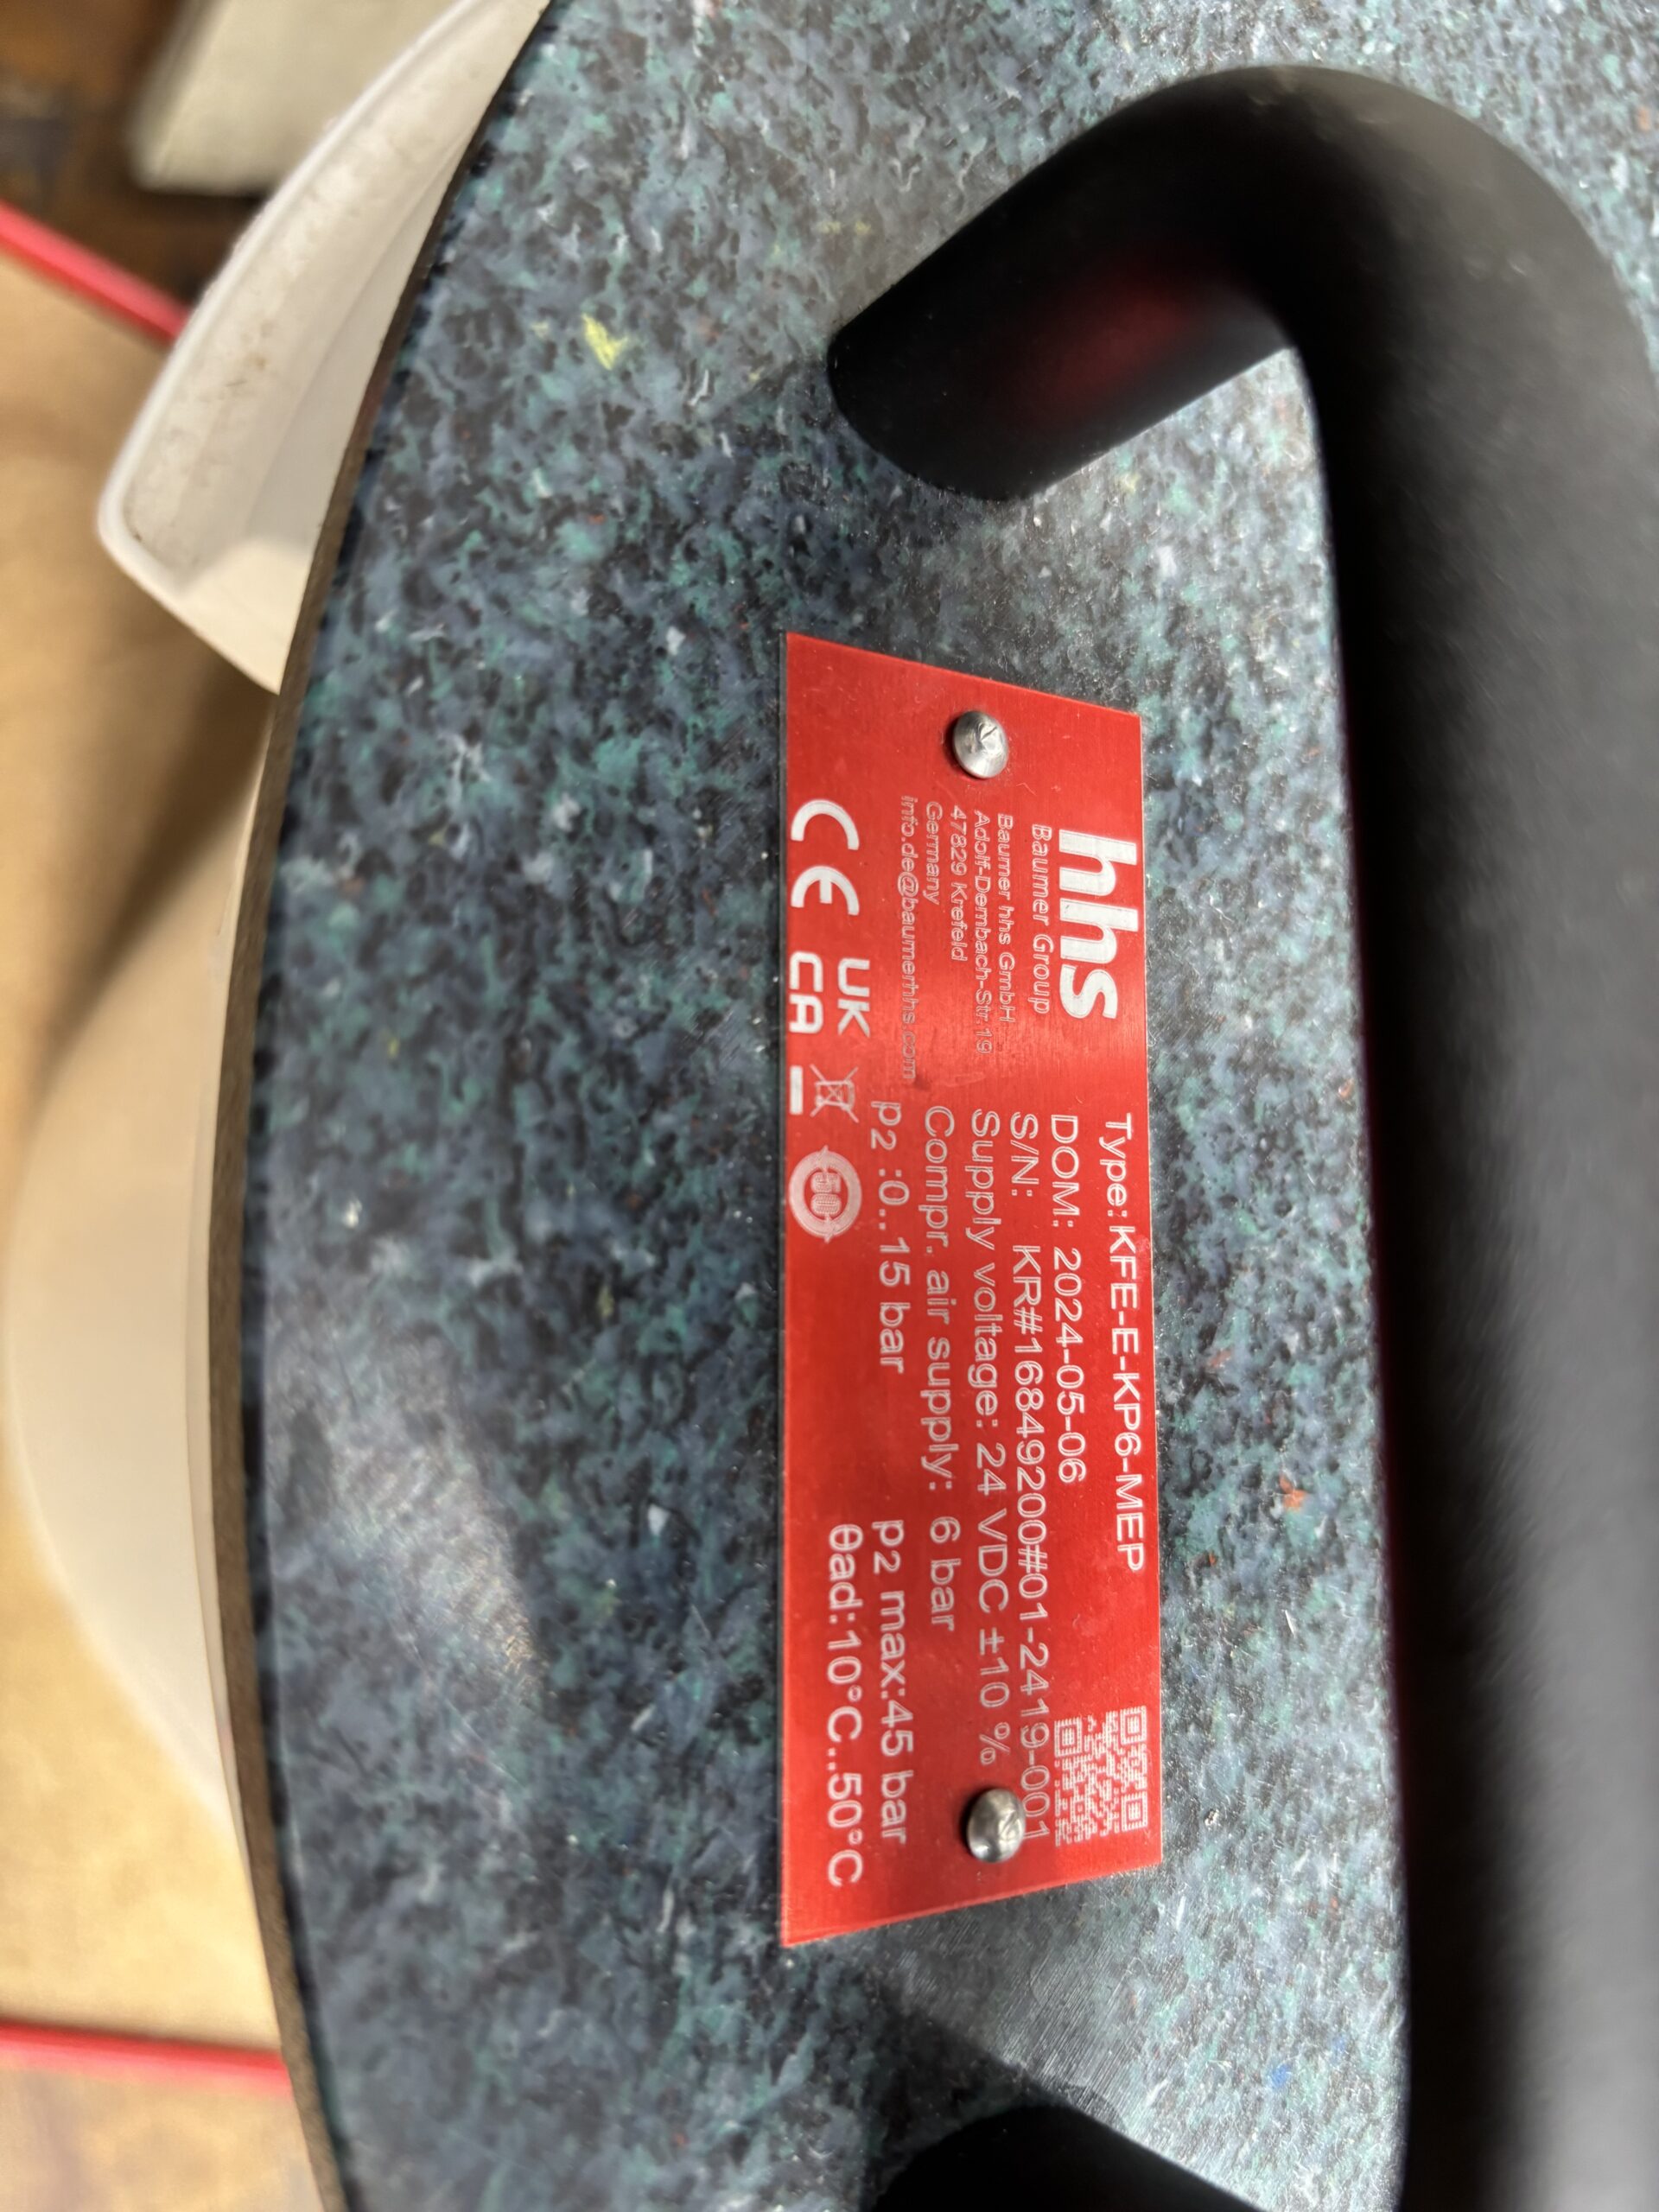 hhs
Baumer Group
Baumer hhs GmbH
Adolf-Dembach-Str.19
47829 Krefeld
Germany
info.de@baumerhhs.com
CE UK CA
50
Type: KFE-E-KP6-MEP
DOM: 2024-05-06
S/N: KR#16849200#01-2419-001
Supply voltage: 24 VDC ±10 %
Compr. air supply: 6 bar
p2 :0..15 bar p2 max:45 bar
θad:10°C..50°C